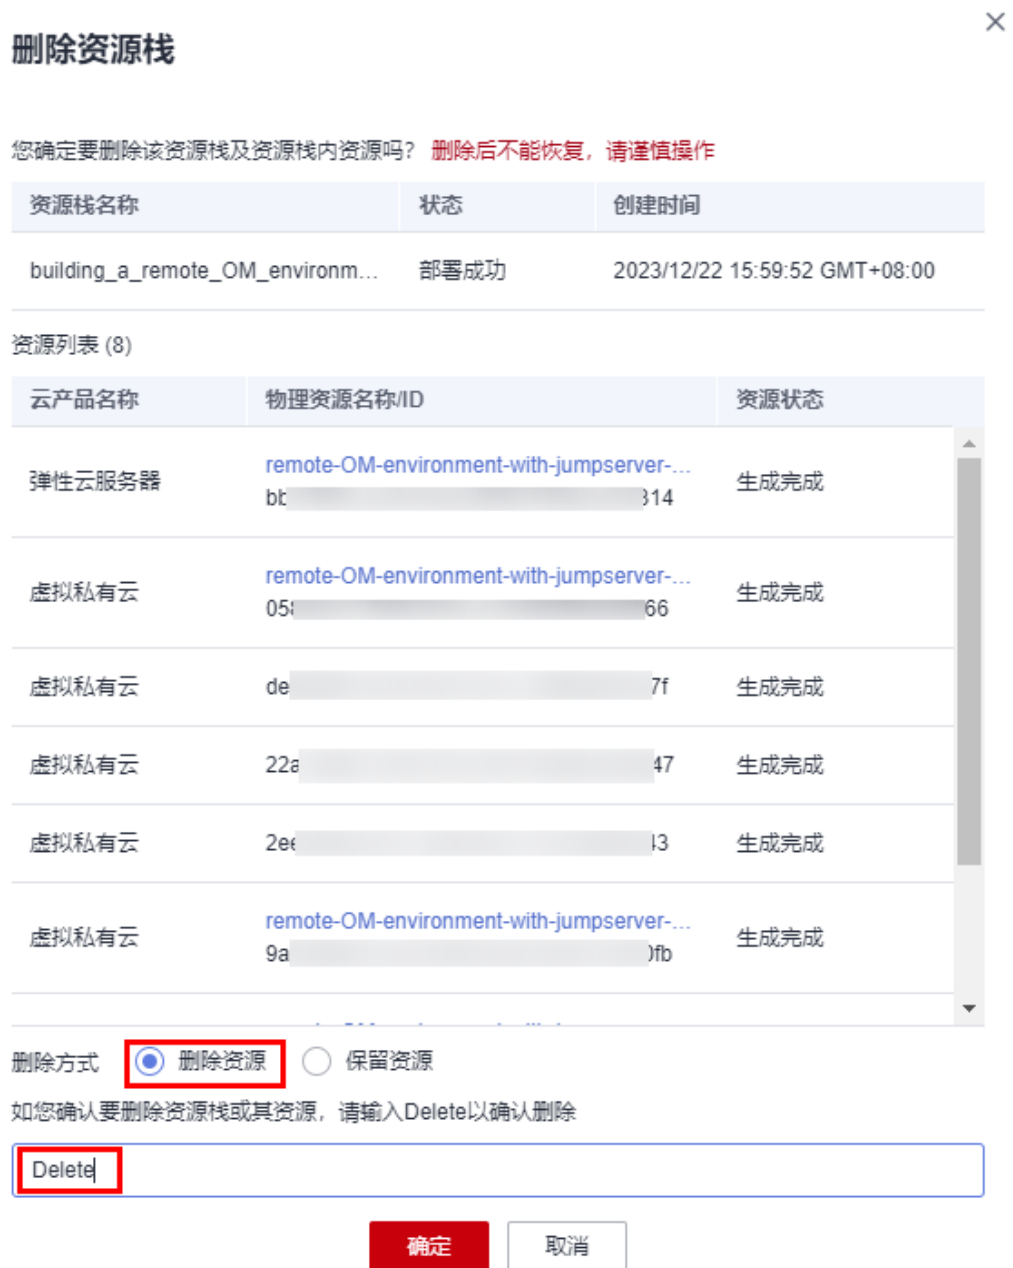 删除资源栈
您确定要删除该资源栈及资源栈内资源吗？ 删除后不能恢复，请谨慎操作
资源栈名称 状态 创建时间
building_a_remote_OM_environm... 部署成功 2023/12/22 15:59:52 GMT+08:00
资源列表 (8)
云产品名称 物理资源名称/ID 资源状态
remote-OM-environment-with-jumpserver-...
弹性云服务器 生成完成
314
remote-OM-environment-with-jumpserver-...
虚拟私有云 生成完成
058 66
虚拟私有云 de 7f 生成完成
虚拟私有云 22a 47 生成完成
虚拟私有云 2ee 生成完成
remote-OM-environment-with-jumpserver-...
虚拟私有云 生成完成
9a 0fb
删除方式 删除资源 保留资源
如您确认要删除资源栈或其资源，请输入Delete以确认删除
Delete
确定 取消